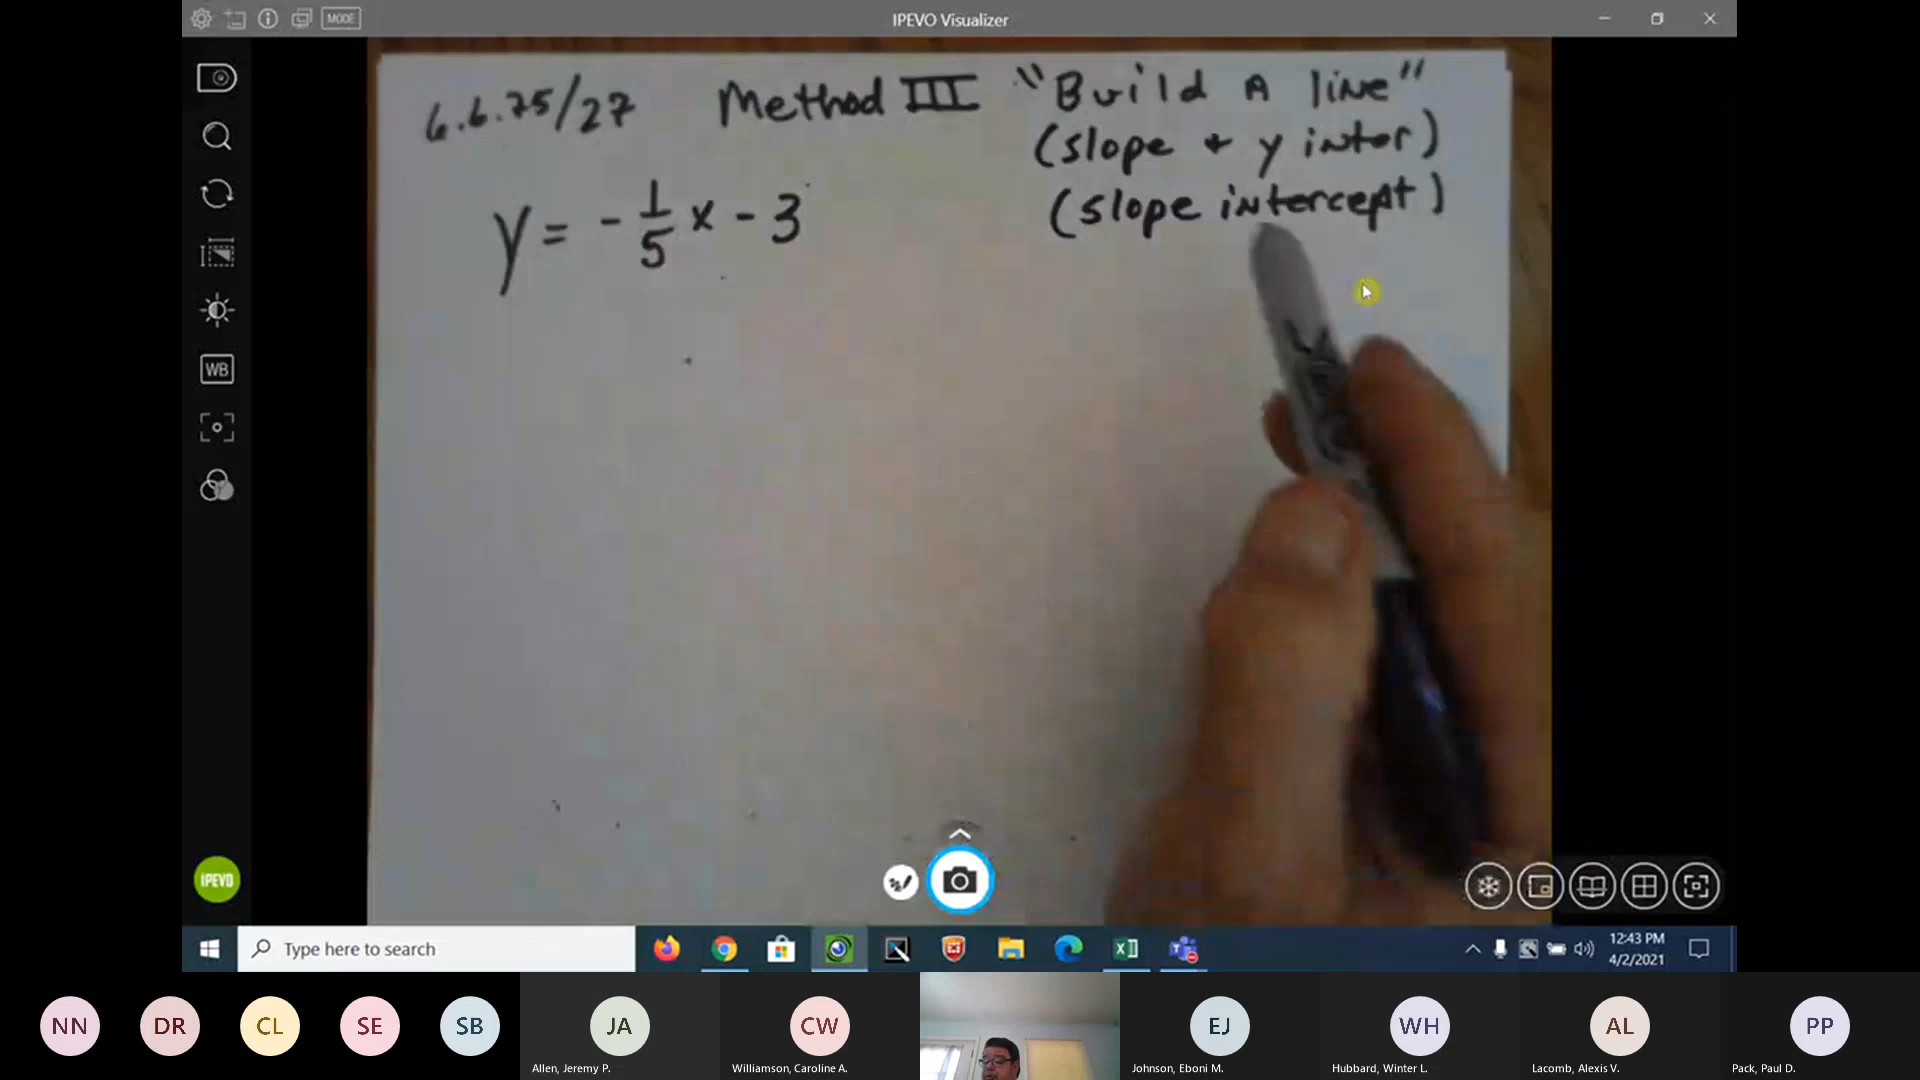 MODE
IPEVO Visualizer
6.6.75/27 Method III "Build A line"
(slope + y inter)
(slope intercept)
y = - 1/5 x - 3
WB
IPEVO
Type here to search
12:43 PM
4/2/2021
NN
DR
CL
SE
SB
JA
CW
EJ
WH
AL
PP
Allen, Jeremy P.
Williamson, Caroline A.
Johnson, Eboni M.
Hubbard, Winter L.
Lacomb, Alexis V.
Pack, Paul D.